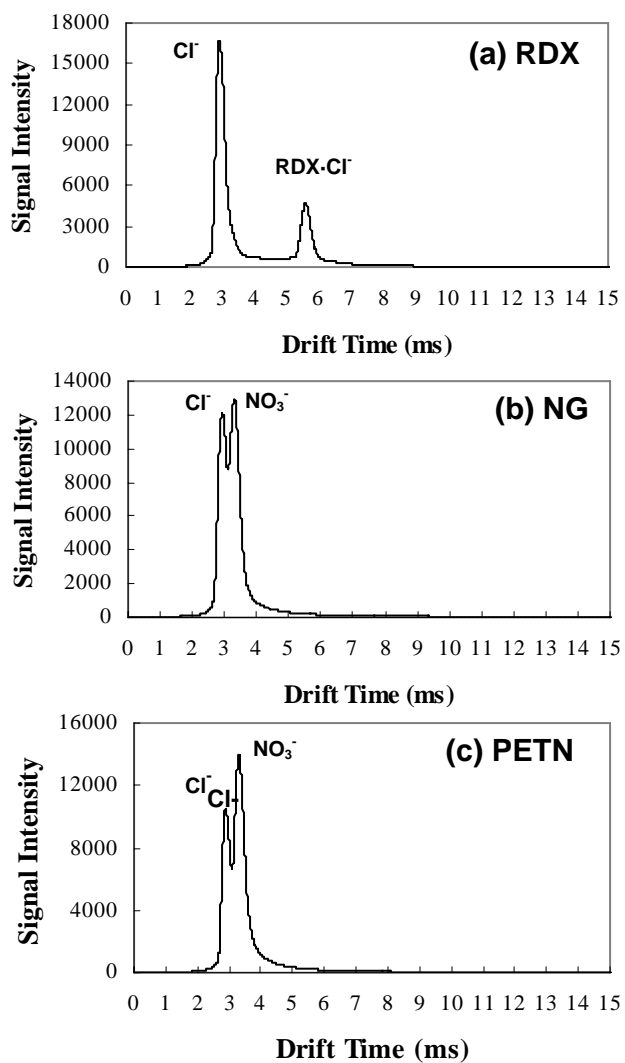 18000
(a) RDX
Cl⁻
15000
12000
RDX·Cl⁻
9000
6000
3000
0
Signal Intensity
0 1 2 3 4 5 6 7 8 9 10 11 12 13 14 15
Drift Time (ms)
14000
Cl⁻ NO₃⁻
(b) NG
12000
10000
8000
6000
4000
2000
0
Signal Intensity
0 1 2 3 4 5 6 7 8 9 10 11 12 13 14 15
Drift Time (ms)
16000
NO₃⁻
(c) PETN
12000
Cl⁻
Cl-
8000
4000
0
Signal Intensity
0 1 2 3 4 5 6 7 8 9 10 11 12 13 14 15
Drift Time (ms)